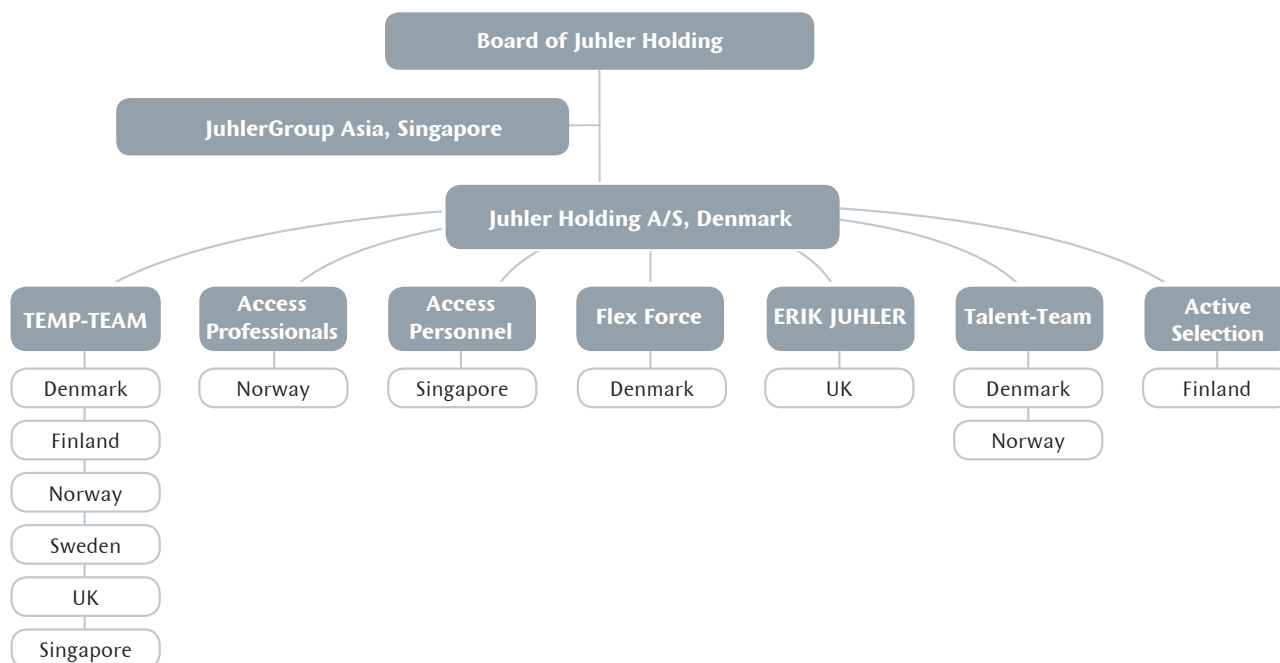 Board of Juhler Holding
JuhlerGroup Asia, Singapore
Juhler Holding A/S, Denmark
TEMP-TEAM
Denmark
Finland
Norway
Sweden
UK
Singapore
Access
Professionals
Norway
Access
Personnel
Singapore
Flex Force
Denmark
ERIK JUHLER
UK
Talent-Team
Denmark
Norway
Active
Selection
Finland